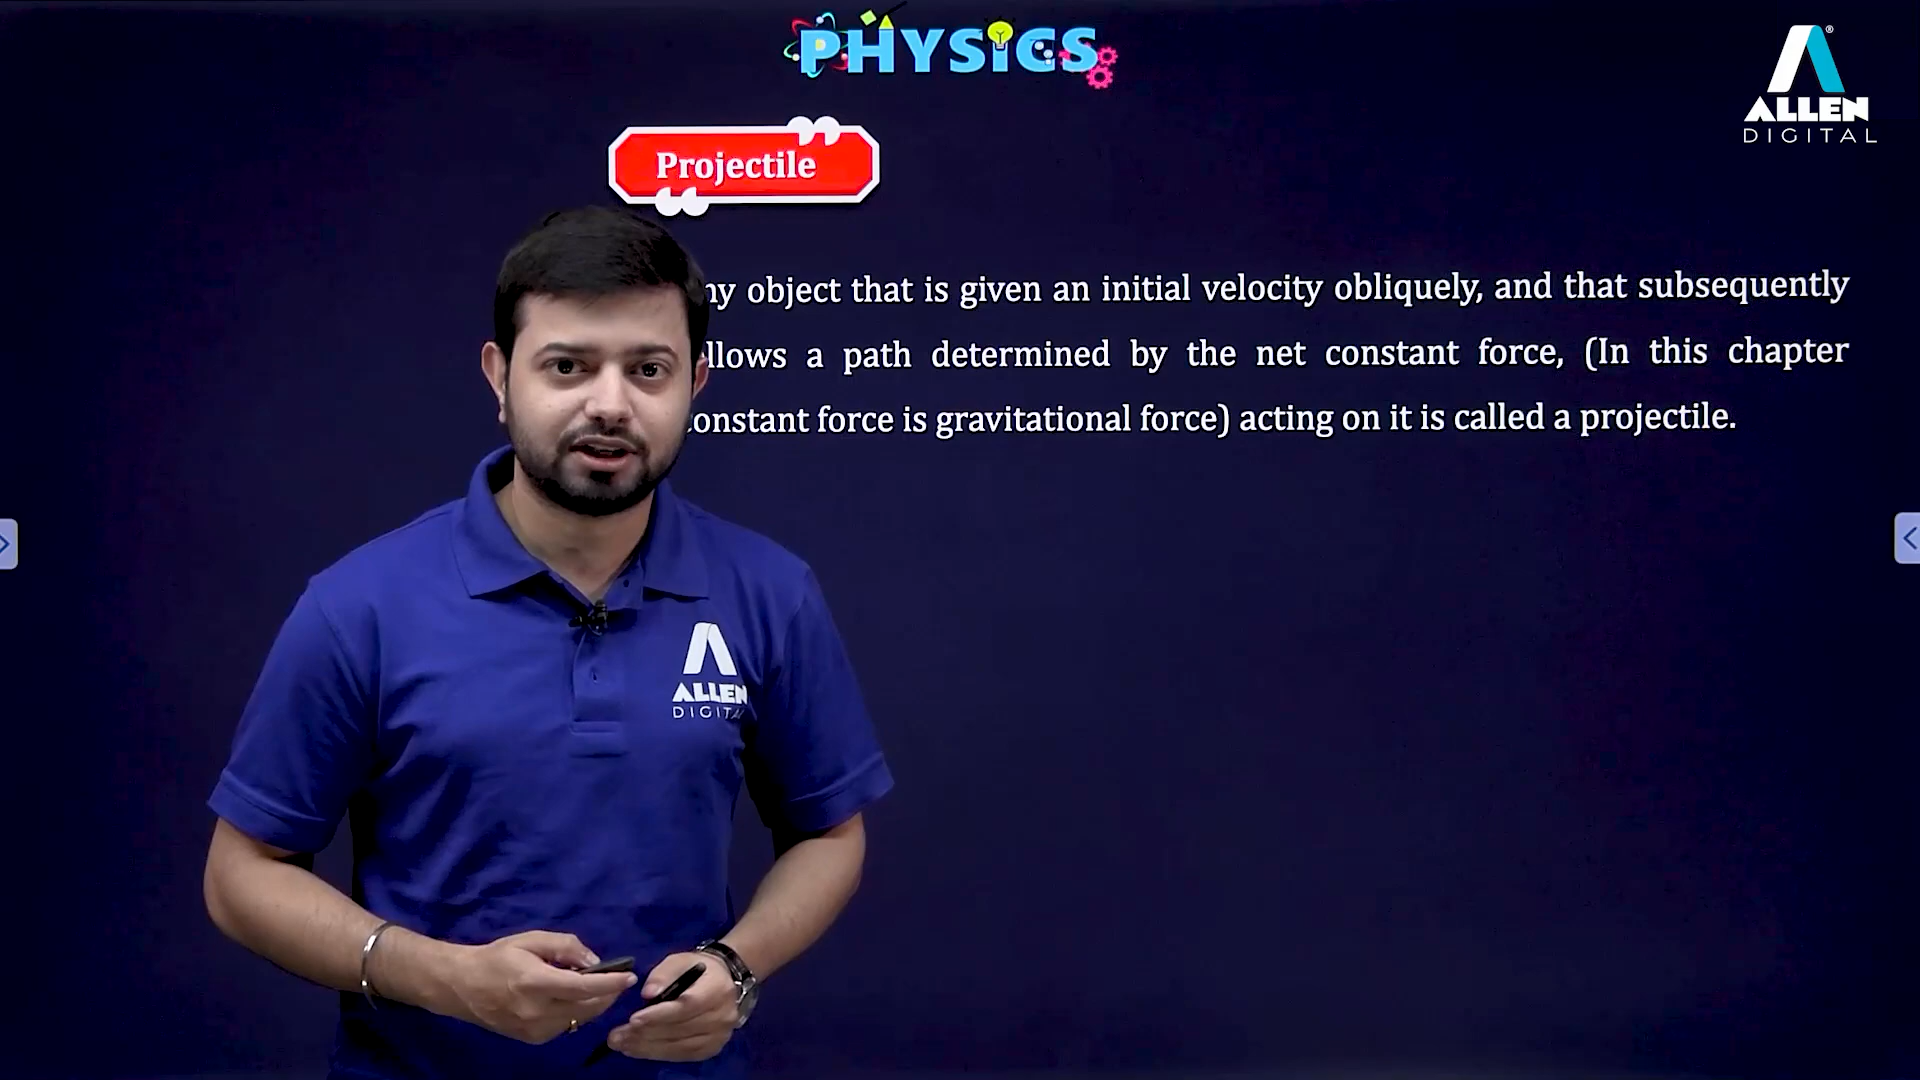 PHYSICS
ALLEN
DIGITAL
Projectile
object that is given an initial velocity obliquely, and that subsequently
a path determined by the net constant force, (In this chapter
force is gravitational force) acting on it is called a projectile.
ALLEN
DIGITAL